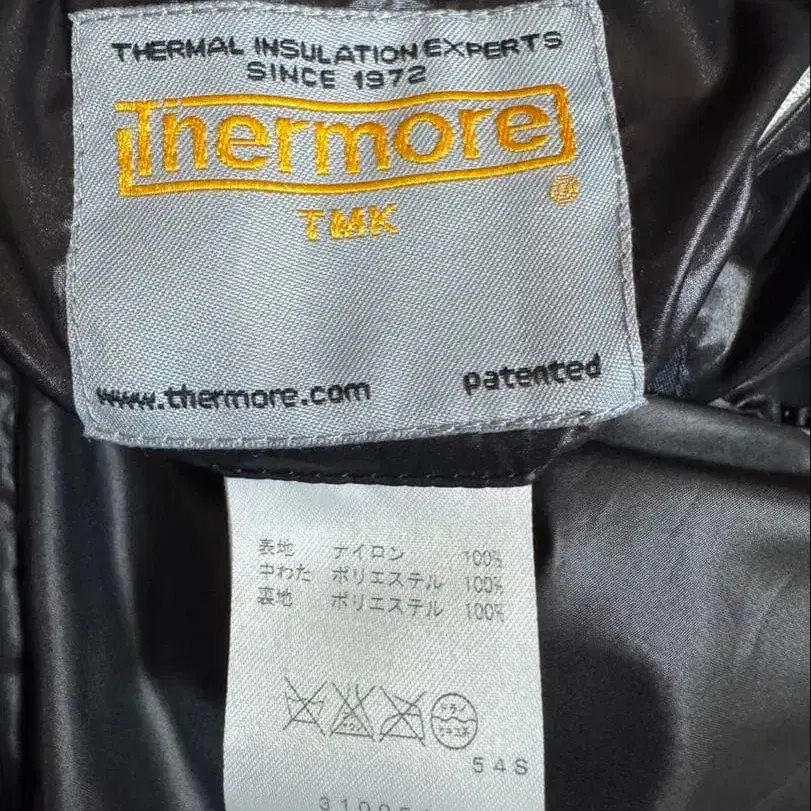 THERMAL INSULATION EXPERTS
SINCE 1972
Thermore
®
TMK
www.thermore.com patented
表地 ナイロン 100%
中わた ポリエステル 100%
裏地 ポリエステル 100%
54S